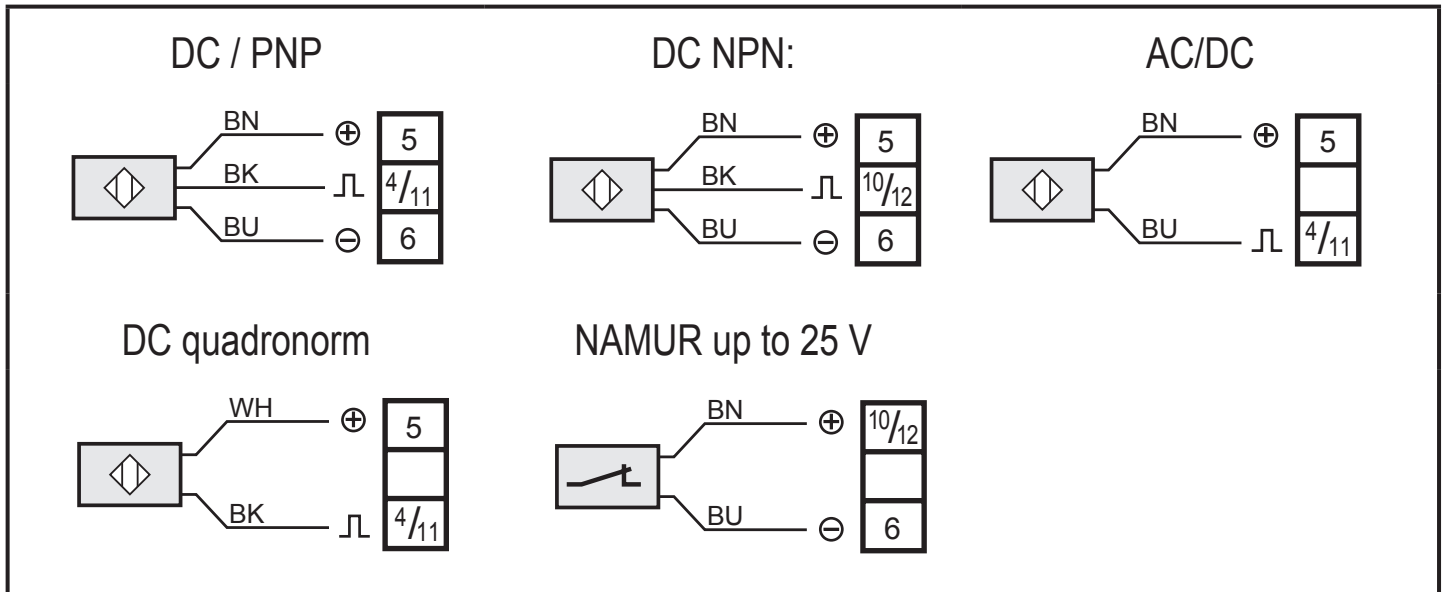 DC / PNP
BN ⊕ 5
BK 4/11
BU ⊖ 6
DC NPN:
BN ⊕ 5
BK 10/12
BU ⊖ 6
AC/DC
BN ⊕ 5
BU 4/11
DC quadronorm
WH ⊕ 5
BK 4/11
NAMUR up to 25 V
BN ⊕ 10/12
BU ⊖ 6